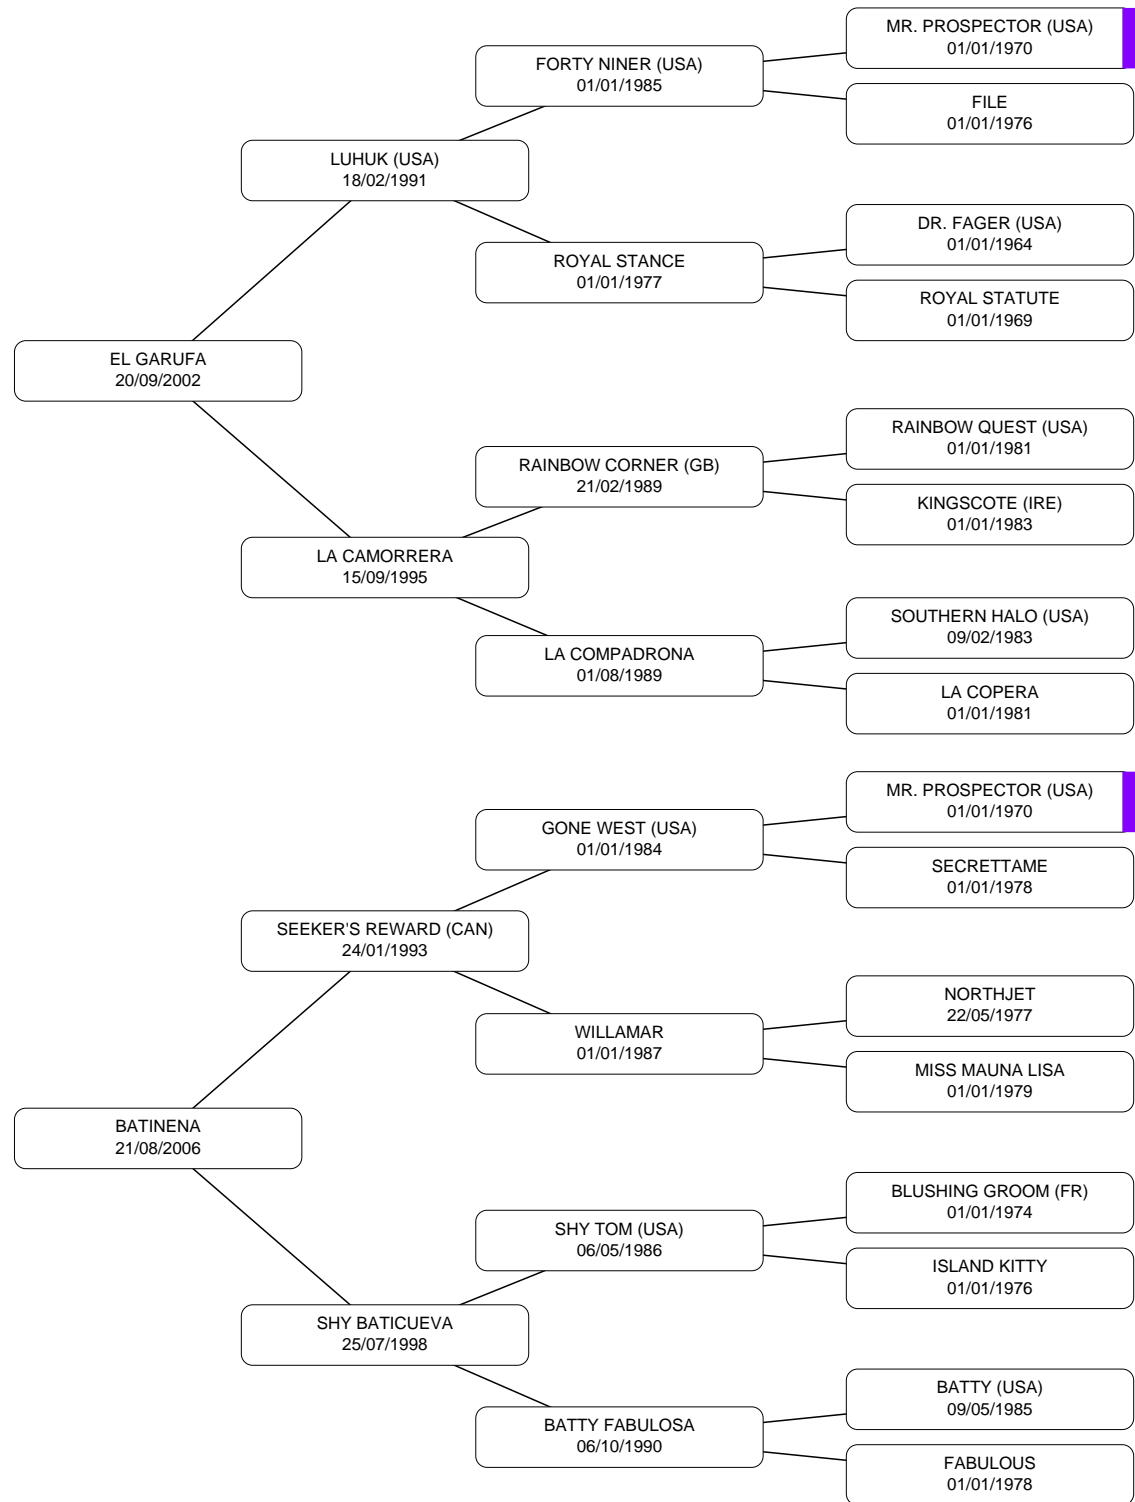 MR. PROSPECTOR (USA)
01/01/1970
FORTY NINER (USA)
01/01/1985
FILE
01/01/1976
LUHUK (USA)
18/02/1991
DR. FAGER (USA)
01/01/1964
ROYAL STANCE
01/01/1977
ROYAL STATUTE
01/01/1969
EL GARUFA
20/09/2002
RAINBOW QUEST (USA)
01/01/1981
RAINBOW CORNER (GB)
21/02/1989
KINGSCOTE (IRE)
01/01/1983
LA CAMORRERA
15/09/1995
SOUTHERN HALO (USA)
09/02/1983
LA COMPADRONA
01/08/1989
LA COPERA
01/01/1981
MR. PROSPECTOR (USA)
01/01/1970
GONE WEST (USA)
01/01/1984
SECRETTAME
01/01/1978
SEEKER'S REWARD (CAN)
24/01/1993
NORTHJET
22/05/1977
WILLAMAR
01/01/1987
MISS MAUNA LISA
01/01/1979
BATINENA
21/08/2006
BLUSHING GROOM (FR)
01/01/1974
SHY TOM (USA)
06/05/1986
ISLAND KITTY
01/01/1976
SHY BATICUEVA
25/07/1998
BATTY (USA)
09/05/1985
BATTY FABULOSA
06/10/1990
FABULOUS
01/01/1978